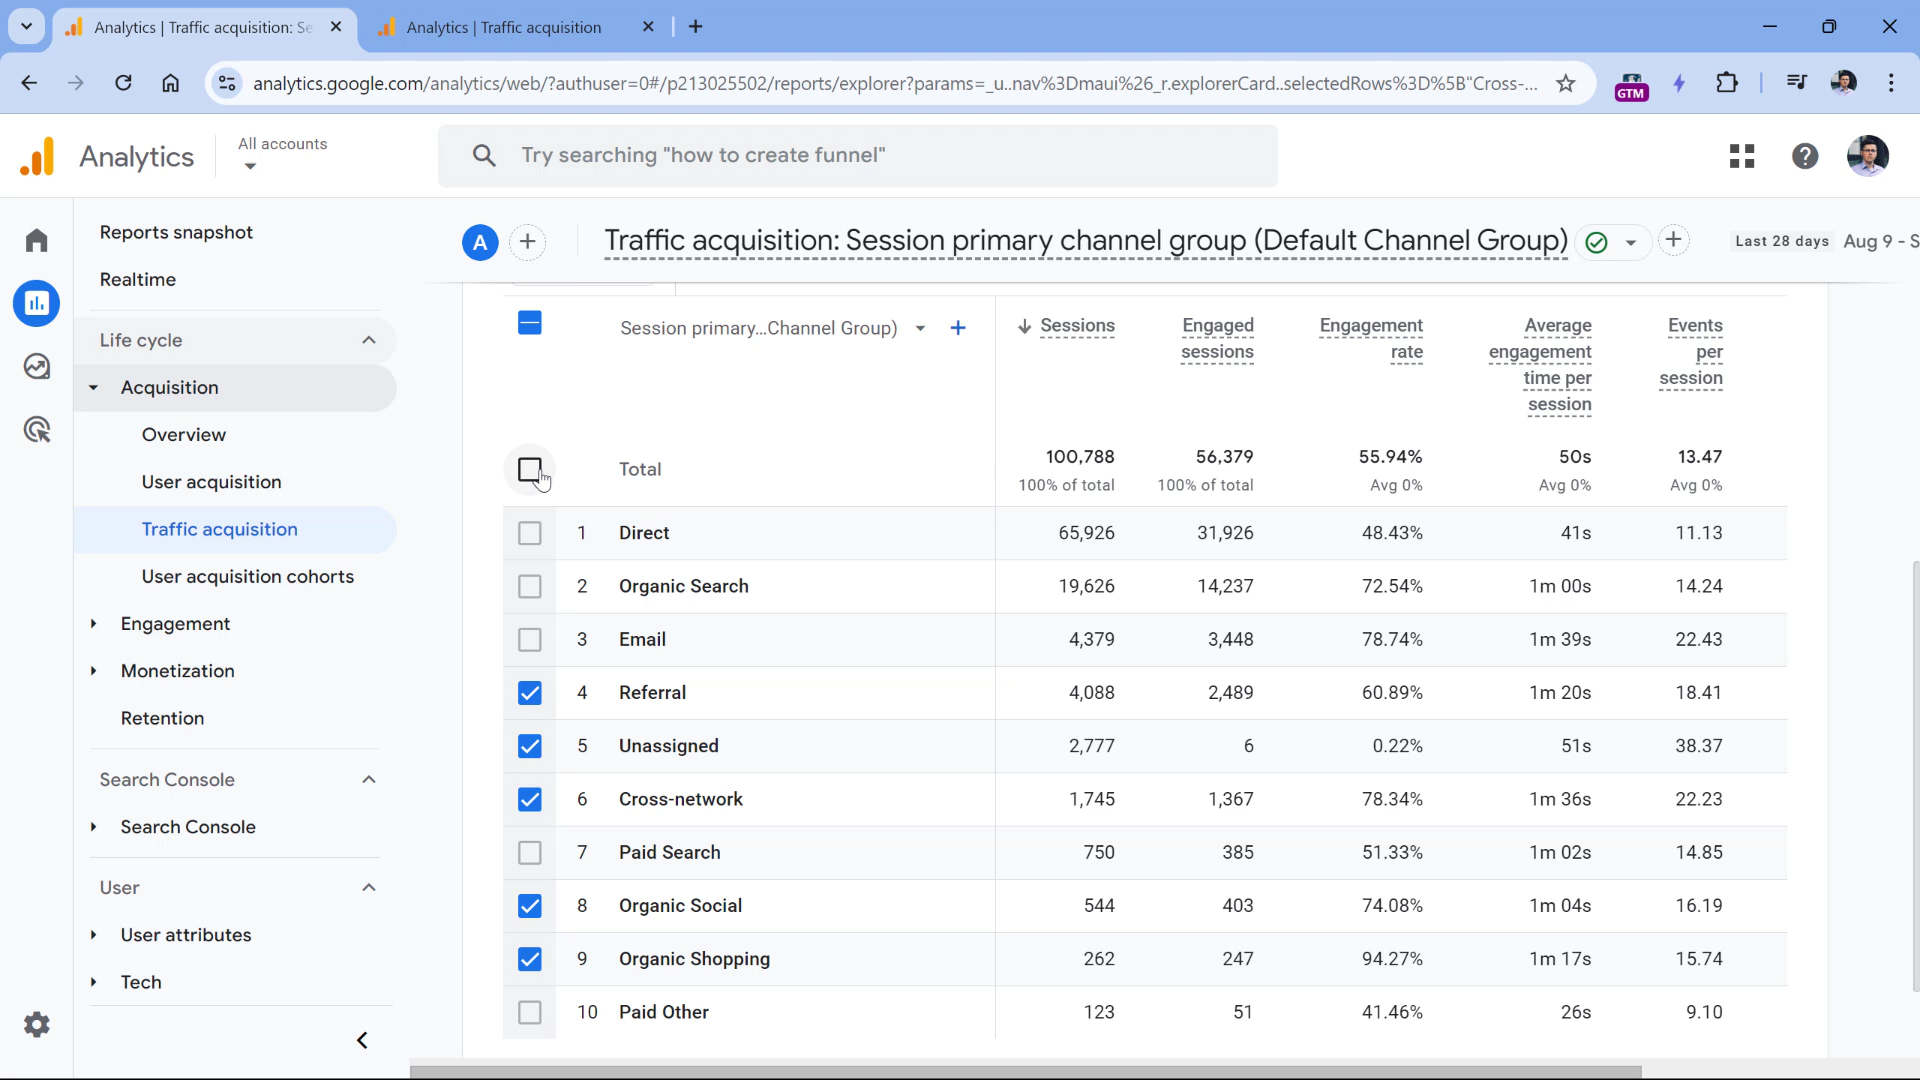 Analytics | Traffic acquisition: Se
Analytics | Traffic acquisition
analytics.google.com/analytics/web/?authuser=0#/p213025502/reports/explorer?params=_u..nav%3Dmaui%26_r.explorerCard..selectedRows%3D%5B"Cross-...
GTM
Analytics
All accounts
Try searching "how to create funnel"
Reports snapshot
Realtime
Life cycle
Acquisition
Overview
User acquisition
Traffic acquisition
User acquisition cohorts
Engagement
Monetization
Retention
Search Console
Search Console
User
User attributes
Tech
A
Traffic acquisition: Session primary channel group (Default Channel Group)
Last 28 days Aug 9 - S
Session primary...Channel Group)
Sessions
Engaged
sessions
Engagement
rate
Average
engagement
time per
session
Events
per
session
Total 100,788 56,379 55.94% 50s 13.47
100% of total 100% of total Avg 0% Avg 0% Avg 0%
1 Direct 65,926 31,926 48.43% 41s 11.13
2 Organic Search 19,626 14,237 72.54% 1m 00s 14.24
3 Email 4,379 3,448 78.74% 1m 39s 22.43
4 Referral 4,088 2,489 60.89% 1m 20s 18.41
5 Unassigned 2,777 6 0.22% 51s 38.37
6 Cross-network 1,745 1,367 78.34% 1m 36s 22.23
7 Paid Search 750 385 51.33% 1m 02s 14.85
8 Organic Social 544 403 74.08% 1m 04s 16.19
9 Organic Shopping 262 247 94.27% 1m 17s 15.74
10 Paid Other 123 51 41.46% 26s 9.10